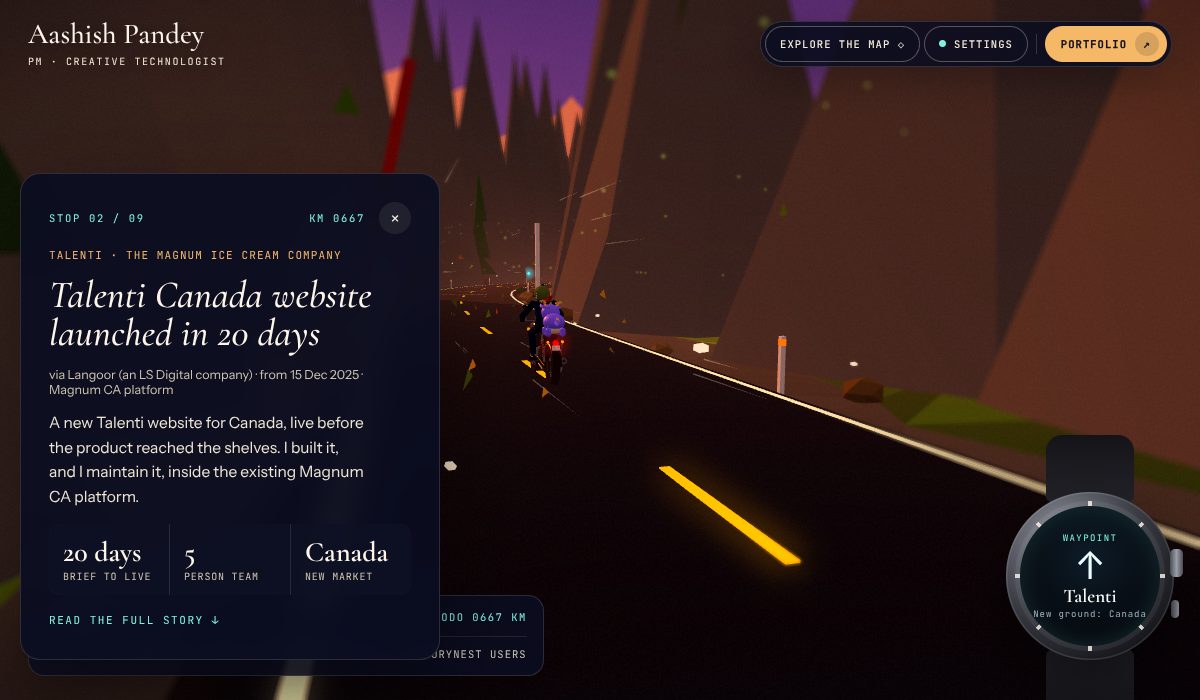 Aashish Pandey
PM · CREATIVE TECHNOLOGIST
EXPLORE THE MAP ◇
SETTINGS
PORTFOLIO ↗
STOP 02 / 09
KM 0667
×
TALENTI · THE MAGNUM ICE CREAM COMPANY
Talenti Canada website
launched in 20 days
via Langoor (an LS Digital company) · from 15 Dec 2025 ·
Magnum CA platform
A new Talenti website for Canada, live before
the product reached the shelves. I built it,
and I maintain it, inside the existing Magnum
CA platform.
20 days
BRIEF TO LIVE
5
PERSON TEAM
Canada
NEW MARKET
READ THE FULL STORY ↓
ODO 0667 KM
USERS
WAYPOINT
Talenti
New ground: Canada